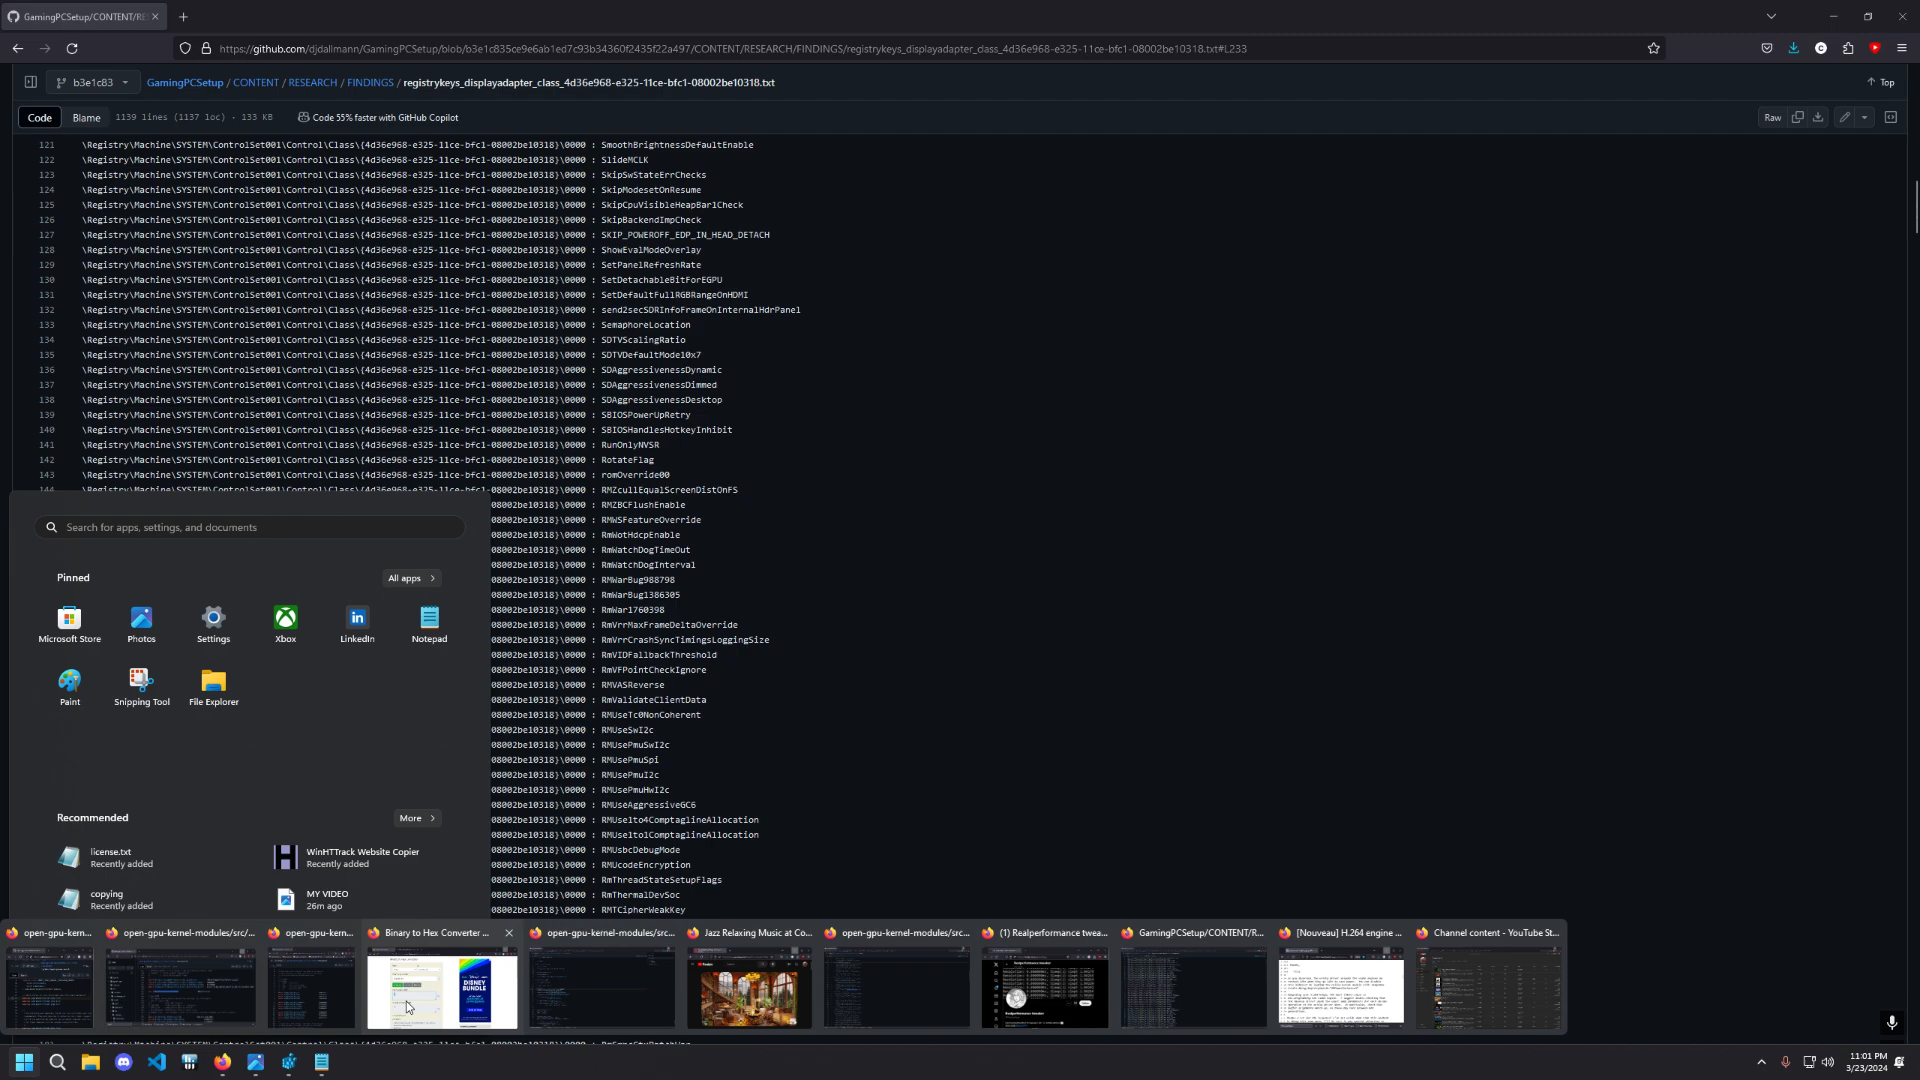 GamingPCSetup/CONTENT/RE
https://github.com/djdallmann/GamingPCSetup/blob/b3e1c835ce9e6ab1ed7c93b34360f2435f22a497/CONTENT/RESEARCH/FINDINGS/registrykeys_displayadapter_class_4d36e968-e325-11ce-bfc1-08002be10318.txt#L233
b3e1c83
GamingPCSetup / CONTENT / RESEARCH / FINDINGS / registrykeys_displayadapter_class_4d36e968-e325-11ce-bfc1-08002be10318.txt
Top
Code Blame 1139 lines (1137 loc) · 133 KB Code 55% faster with GitHub Copilot Raw
121 \Registry\Machine\SYSTEM\ControlSet001\Control\Class\{4d36e968-e325-11ce-bfc1-08002be10318}\0000 : SmoothBrightnessDefaultEnable
122 \Registry\Machine\SYSTEM\ControlSet001\Control\Class\{4d36e968-e325-11ce-bfc1-08002be10318}\0000 : SlideMCLK
123 \Registry\Machine\SYSTEM\ControlSet001\Control\Class\{4d36e968-e325-11ce-bfc1-08002be10318}\0000 : SkipSwStateErrChecks
124 \Registry\Machine\SYSTEM\ControlSet001\Control\Class\{4d36e968-e325-11ce-bfc1-08002be10318}\0000 : SkipModesetOnResume
125 \Registry\Machine\SYSTEM\ControlSet001\Control\Class\{4d36e968-e325-11ce-bfc1-08002be10318}\0000 : SkipCpuVisibleHeapBar1Check
126 \Registry\Machine\SYSTEM\ControlSet001\Control\Class\{4d36e968-e325-11ce-bfc1-08002be10318}\0000 : SkipBackendImpCheck
127 \Registry\Machine\SYSTEM\ControlSet001\Control\Class\{4d36e968-e325-11ce-bfc1-08002be10318}\0000 : SKIP_POWEROFF_EDP_IN_HEAD_DETACH
128 \Registry\Machine\SYSTEM\ControlSet001\Control\Class\{4d36e968-e325-11ce-bfc1-08002be10318}\0000 : ShowEvalModeOverlay
129 \Registry\Machine\SYSTEM\ControlSet001\Control\Class\{4d36e968-e325-11ce-bfc1-08002be10318}\0000 : SetPanelRefreshRate
130 \Registry\Machine\SYSTEM\ControlSet001\Control\Class\{4d36e968-e325-11ce-bfc1-08002be10318}\0000 : SetDetachableBitForEGPU
131 \Registry\Machine\SYSTEM\ControlSet001\Control\Class\{4d36e968-e325-11ce-bfc1-08002be10318}\0000 : SetDefaultFullRGBRangeOnHDMI
132 \Registry\Machine\SYSTEM\ControlSet001\Control\Class\{4d36e968-e325-11ce-bfc1-08002be10318}\0000 : send2secSDRInfoFrameOnInternalHdrPanel
133 \Registry\Machine\SYSTEM\ControlSet001\Control\Class\{4d36e968-e325-11ce-bfc1-08002be10318}\0000 : SemaphoreLocation
134 \Registry\Machine\SYSTEM\ControlSet001\Control\Class\{4d36e968-e325-11ce-bfc1-08002be10318}\0000 : SDTVScalingRatio
135 \Registry\Machine\SYSTEM\ControlSet001\Control\Class\{4d36e968-e325-11ce-bfc1-08002be10318}\0000 : SDTVDefaultMode10x7
136 \Registry\Machine\SYSTEM\ControlSet001\Control\Class\{4d36e968-e325-11ce-bfc1-08002be10318}\0000 : SDAggressivenessDynamic
137 \Registry\Machine\SYSTEM\ControlSet001\Control\Class\{4d36e968-e325-11ce-bfc1-08002be10318}\0000 : SDAggressivenessDimmed
138 \Registry\Machine\SYSTEM\ControlSet001\Control\Class\{4d36e968-e325-11ce-bfc1-08002be10318}\0000 : SDAggressivenessDesktop
139 \Registry\Machine\SYSTEM\ControlSet001\Control\Class\{4d36e968-e325-11ce-bfc1-08002be10318}\0000 : SBIOSPowerUpRetry
140 \Registry\Machine\SYSTEM\ControlSet001\Control\Class\{4d36e968-e325-11ce-bfc1-08002be10318}\0000 : SBIOSHandlesHotkeyInhibit
141 \Registry\Machine\SYSTEM\ControlSet001\Control\Class\{4d36e968-e325-11ce-bfc1-08002be10318}\0000 : RunOnlyNVSR
142 \Registry\Machine\SYSTEM\ControlSet001\Control\Class\{4d36e968-e325-11ce-bfc1-08002be10318}\0000 : RotateFlag
143 \Registry\Machine\SYSTEM\ControlSet001\Control\Class\{4d36e968-e325-11ce-bfc1-08002be10318}\0000 : romOverride00
144 \Registry\Machine\SYSTEM\ControlSet001\Control\Class\{4d36e968-e325-11ce-bfc1-08002be10318}\0000 : RMZcullEqualScreenDistOnFS
08002be10318}\0000 : RMZBCFlushEnable
08002be10318}\0000 : RMWSFeatureOverride
08002be10318}\0000 : RmWotHdcpEnable
08002be10318}\0000 : RmWatchDogTimeOut
08002be10318}\0000 : RmWatchDogInterval
08002be10318}\0000 : RMWarBug988798
08002be10318}\0000 : RmWarBug1386305
08002be10318}\0000 : RmWar1760398
08002be10318}\0000 : RmVrrMaxFrameDeltaOverride
08002be10318}\0000 : RmVrrCrashSyncTimingsLoggingSize
08002be10318}\0000 : RmVIDFallbackThreshold
08002be10318}\0000 : RmVFPointCheckIgnore
08002be10318}\0000 : RMVASReverse
08002be10318}\0000 : RmValidateClientData
08002be10318}\0000 : RMUseTc0NonCoherent
08002be10318}\0000 : RMUseSwI2c
08002be10318}\0000 : RMUsePmuSwI2c
08002be10318}\0000 : RMUsePmuSpi
08002be10318}\0000 : RMUsePmuI2c
08002be10318}\0000 : RMUsePmuHwI2c
08002be10318}\0000 : RMUseAggressiveGC6
08002be10318}\0000 : RMUse1to4ComptaglineAllocation
08002be10318}\0000 : RMUse1to1ComptaglineAllocation
08002be10318}\0000 : RMUsbcDebugMode
08002be10318}\0000 : RMUcodeEncryption
08002be10318}\0000 : RmThreadStateSetupFlags
08002be10318}\0000 : RmThermalDevSoc
08002be10318}\0000 : RMTCipherWeakKey
Search for apps, settings, and documents
Pinned All apps
Microsoft Store Photos Settings Xbox LinkedIn Notepad
Paint Snipping Tool File Explorer
Recommended More
license.txt
Recently added
WinHTTrack Website Copier
Recently added
copying
Recently added
MY VIDEO
26m ago
open-gpu-kern... open-gpu-kernel-modules/src/... open-gpu-kern... Binary to Hex Converter ... open-gpu-kernel-modules/src... Jazz Relaxing Music at Co... open-gpu-kernel-modules/src... (1) Realperformance twea... GamingPCSetup/CONTENT/R... [Nouveau] H.264 engine ... Channel content - YouTube St...
DISNEY
BUNDLE
11:01 PM
3/23/2024